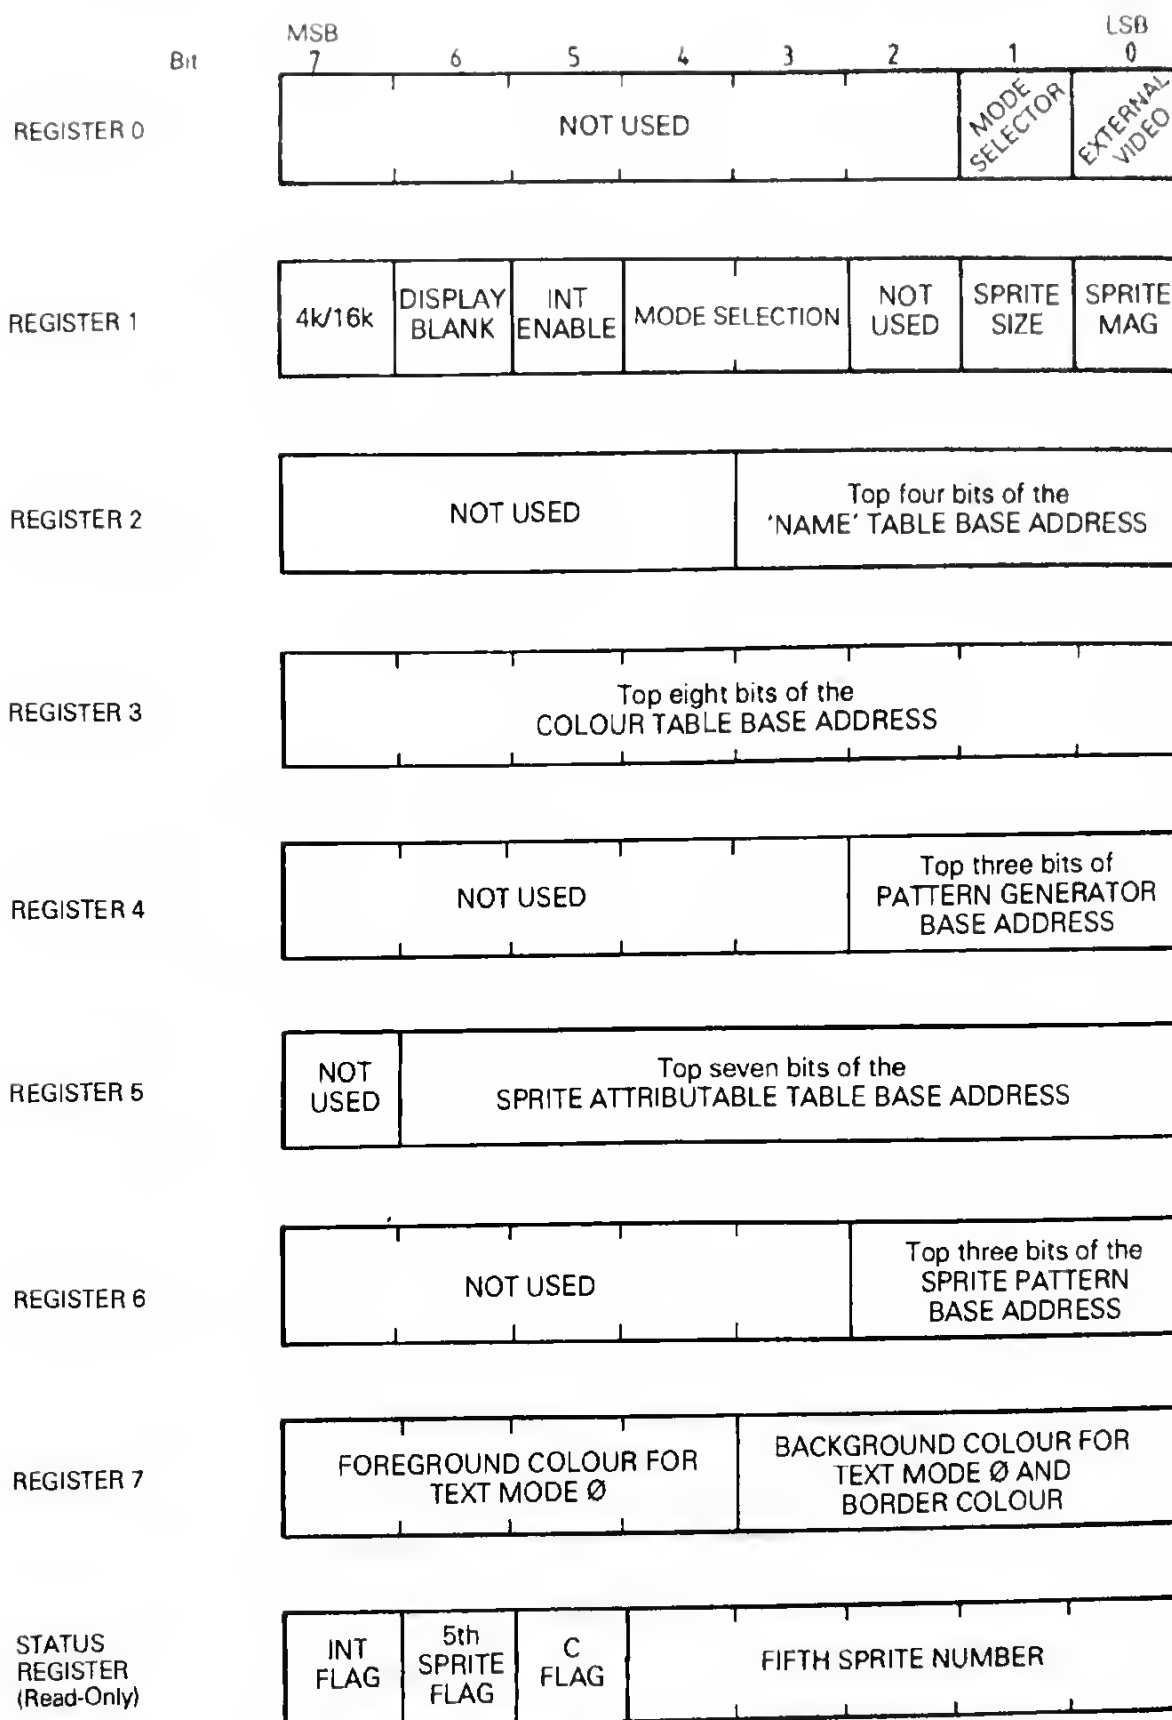 MSB
LSB
Bit 7 6 5 4 3 2 1 0
REGISTER 0
NOT USED
MODE
SELECTOR
EXTERNAL
VIDEO
REGISTER 1
4k/16k
DISPLAY
BLANK
INT
ENABLE
MODE SELECTION
NOT
USED
SPRITE
SIZE
SPRITE
MAG
REGISTER 2
NOT USED
Top four bits of the
'NAME' TABLE BASE ADDRESS
REGISTER 3
Top eight bits of the
COLOUR TABLE BASE ADDRESS
REGISTER 4
NOT USED
Top three bits of
PATTERN GENERATOR
BASE ADDRESS
REGISTER 5
NOT
USED
Top seven bits of the
SPRITE ATTRIBUTABLE TABLE BASE ADDRESS
REGISTER 6
NOT USED
Top three bits of the
SPRITE PATTERN
BASE ADDRESS
REGISTER 7
FOREGROUND COLOUR FOR
TEXT MODE Ø
BACKGROUND COLOUR FOR
TEXT MODE Ø AND
BORDER COLOUR
STATUS
REGISTER
(Read-Only)
INT
FLAG
5th
SPRITE
FLAG
C
FLAG
FIFTH SPRITE NUMBER